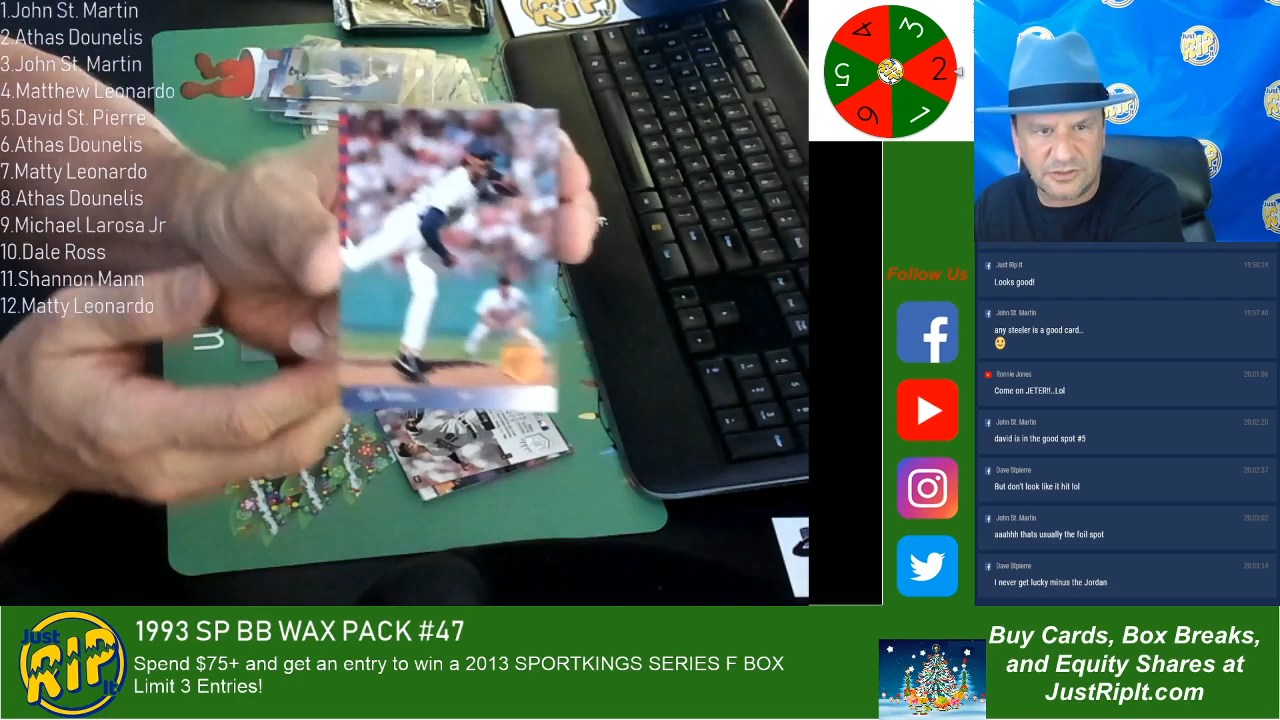 1.John St. Martin
2.Athas Dounelis
3.John St. Martin
4.Matthew Leonardo
5.David St. Pierre
6.Athas Dounelis
7.Matty Leonardo
8.Athas Dounelis
9.Michael Larosa Jr
10.Dale Ross
11.Shannon Mann
12.Matty Leonardo
4
3
5
2
6
1
Follow Us
Just Rip It 19:50:24
Looks good!
John St. Martin 19:57:40
any steeler is a good card..
Ronnie Jones 20:01:06
Come on JETER!!..Lol
John St. Martin 20:02:28
david is in the good spot #5
Dave Stpierre 20:02:37
But don't look like it hit lol
John St. Martin 20:03:02
aaahhh thats usually the foil spot
Dave Stpierre 20:03:14
I never get lucky minus the Jordan
Just
RIP
It
1993 SP BB WAX PACK #47
Spend $75+ and get an entry to win a 2013 SPORTKINGS SERIES F BOX
Limit 3 Entries!
Buy Cards, Box Breaks,
and Equity Shares at
JustRipIt.com